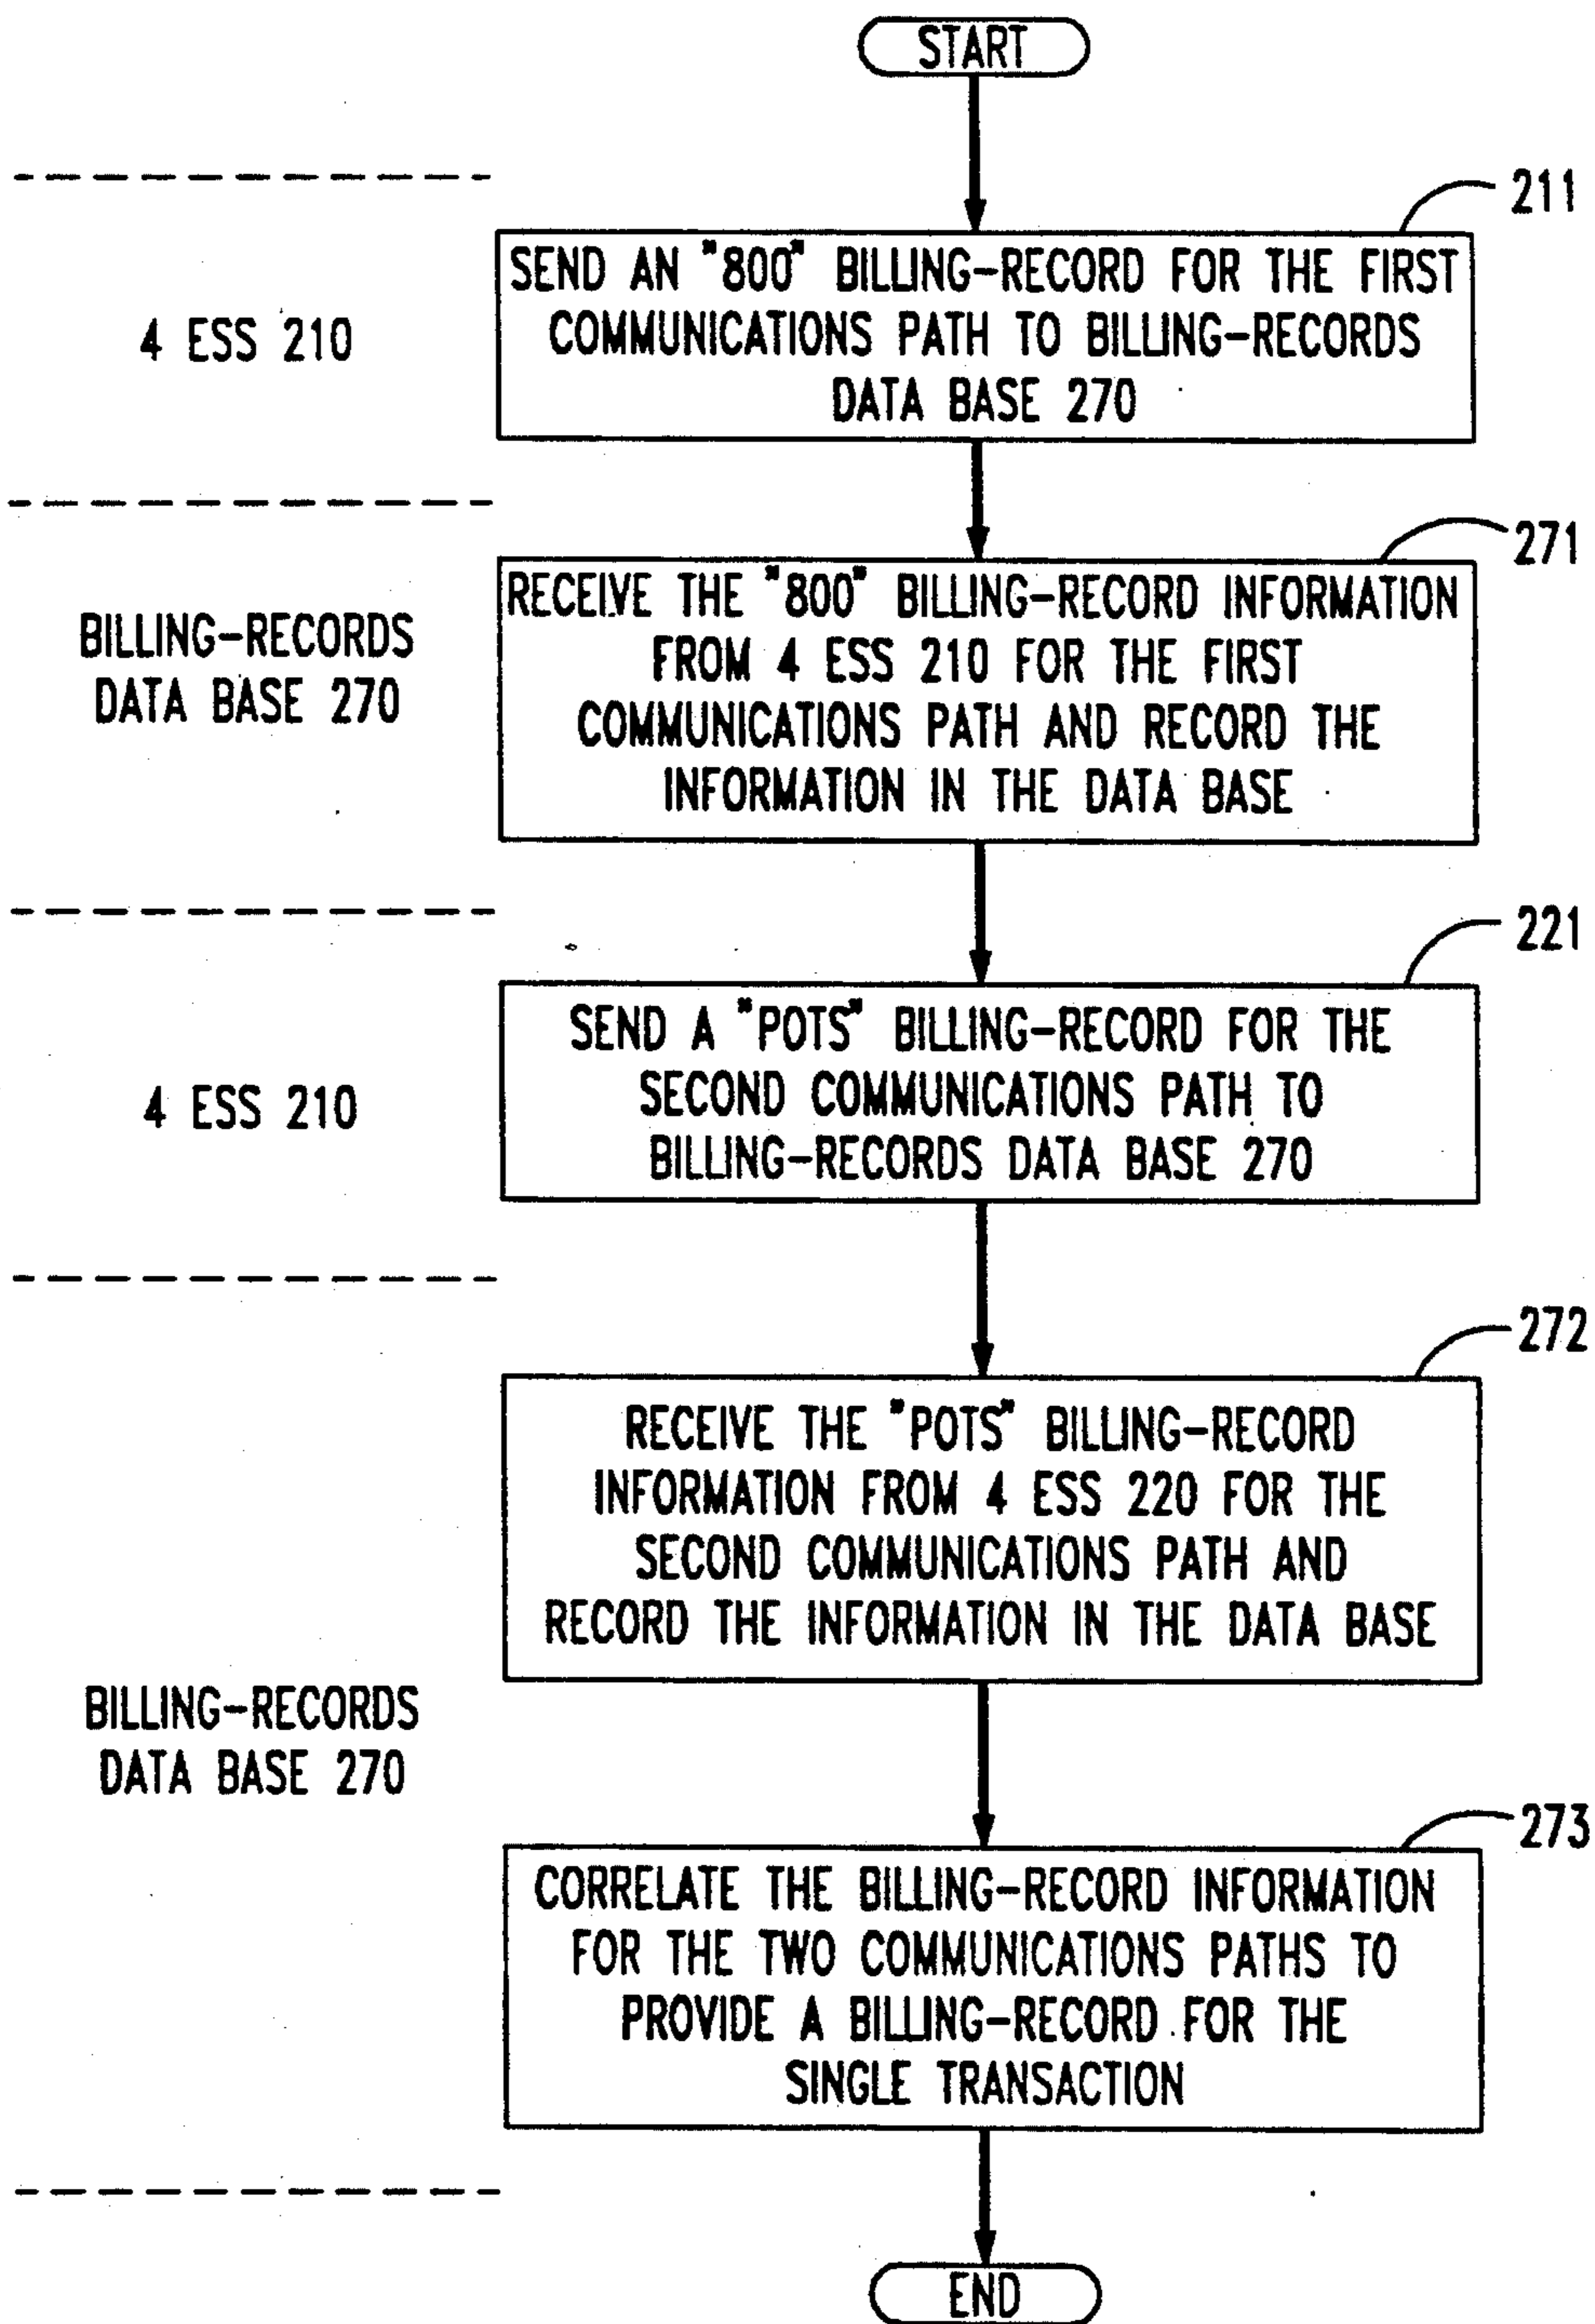 START
211
4 ESS 210
SEND AN "800" BILLING-RECORD FOR THE FIRST
COMMUNICATIONS PATH TO BILLING-RECORDS
DATA BASE 270
271
BILLING-RECORDS
DATA BASE 270
RECEIVE THE "800" BILLING-RECORD INFORMATION
FROM 4 ESS 210 FOR THE FIRST
COMMUNICATIONS PATH AND RECORD THE
INFORMATION IN THE DATA BASE
221
4 ESS 210
SEND A "POTS" BILLING-RECORD FOR THE
SECOND COMMUNICATIONS PATH TO
BILLING-RECORDS DATA BASE 270
272
RECEIVE THE "POTS" BILLING-RECORD
INFORMATION FROM 4 ESS 220 FOR THE
SECOND COMMUNICATIONS PATH AND
RECORD THE INFORMATION IN THE DATA BASE
BILLING-RECORDS
DATA BASE 270
273
CORRELATE THE BILLING-RECORD INFORMATION
FOR THE TWO COMMUNICATIONS PATHS TO
PROVIDE A BILLING-RECORD FOR THE
SINGLE TRANSACTION
END